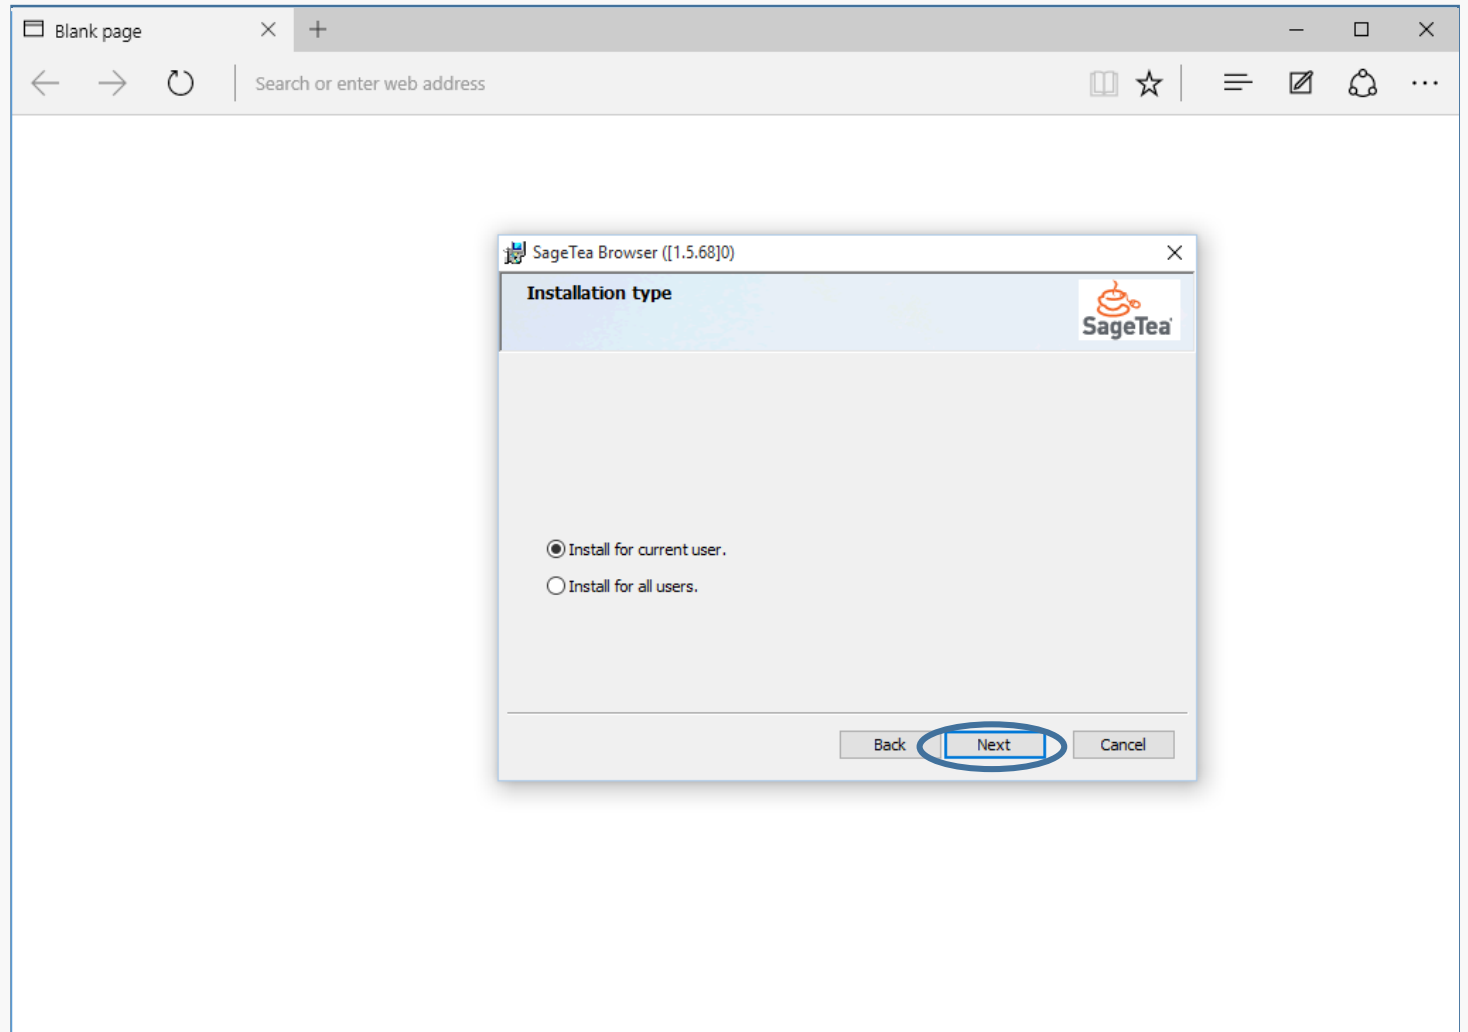 Blank page
Search or enter web address
SageTea Browser ([1.5.68]0)
Installation type
SageTea
Install for current user.
Install for all users.
Back Next Cancel